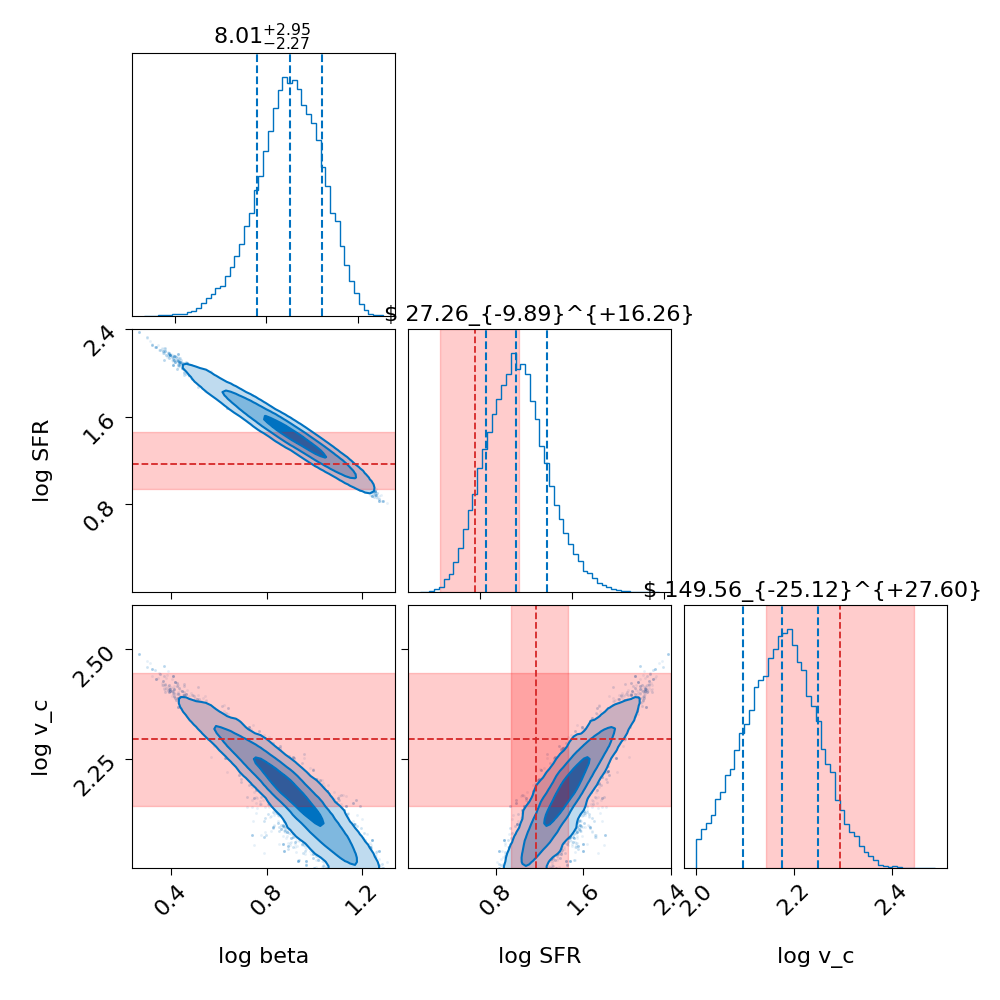 8.01+2.95−2.27
$ 27.26_{-9.89}^{+16.26}
2.4
1.6
0.8
log SFR
$ 149.56_{-25.12}^{+27.60}
2.50
2.25
log v_c
0.4 0.8 1.2 0.8 1.6 2.4 2.0 2.2 2.4
log beta log SFR log v_c